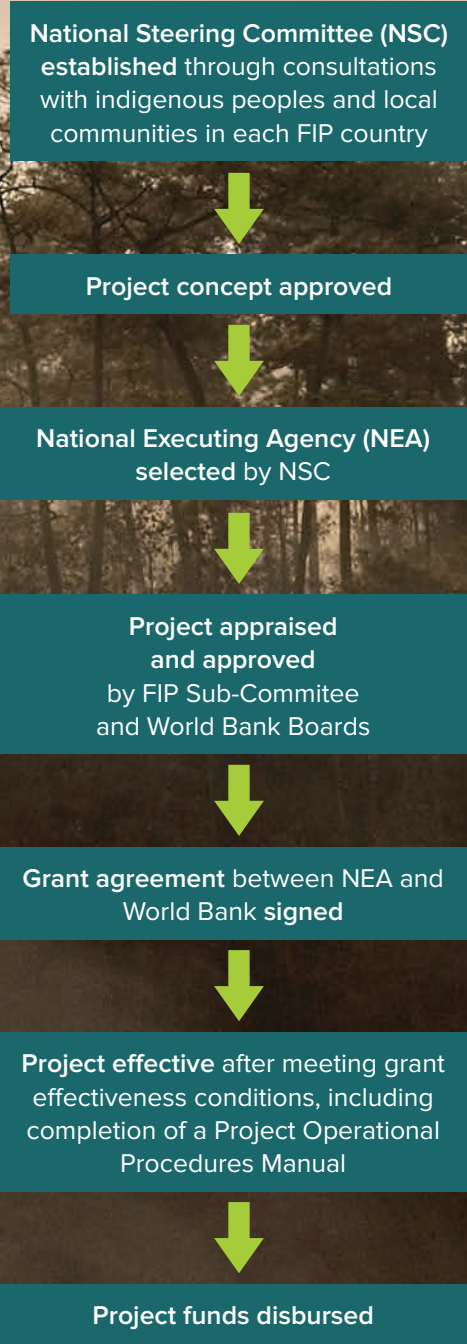 National Steering Committee (NSC)
established through consultations
with indigenous peoples and local
communities in each FIP country
Project concept approved
National Executing Agency (NEA)
selected by NSC
Project appraised
and approved
by FIP Sub-Commitee
and World Bank Boards
Grant agreement between NEA and
World Bank signed
Project effective after meeting grant
effectiveness conditions, including
completion of a Project Operational
Procedures Manual
Project funds disbursed